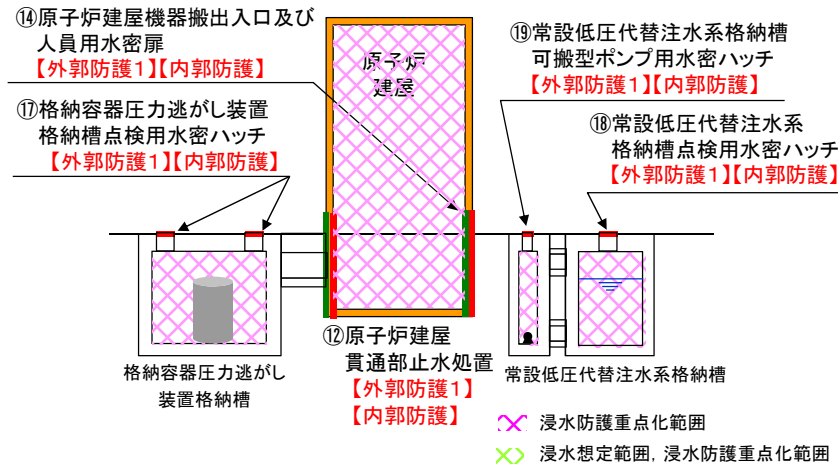 ⑭原子炉建屋機器搬出入口及び
人員用水密扉
【外郭防護1】【内郭防護】
⑰格納容器圧力逃がし装置
格納槽点検用水密ハッチ
【外郭防護1】【内郭防護】
原子炉
建屋
⑲常設低圧代替注水系格納槽
可搬型ポンプ用水密ハッチ
【外郭防護1】【内郭防護】
⑱常設低圧代替注水系
格納槽点検用水密ハッチ
【外郭防護1】【内郭防護】
格納容器圧力逃がし
装置格納槽
⑫原子炉建屋
貫通部止水処置
【外郭防護1】
【内郭防護】
常設低圧代替注水系格納槽
浸水防護重点化範囲
浸水想定範囲，浸水防護重点化範囲